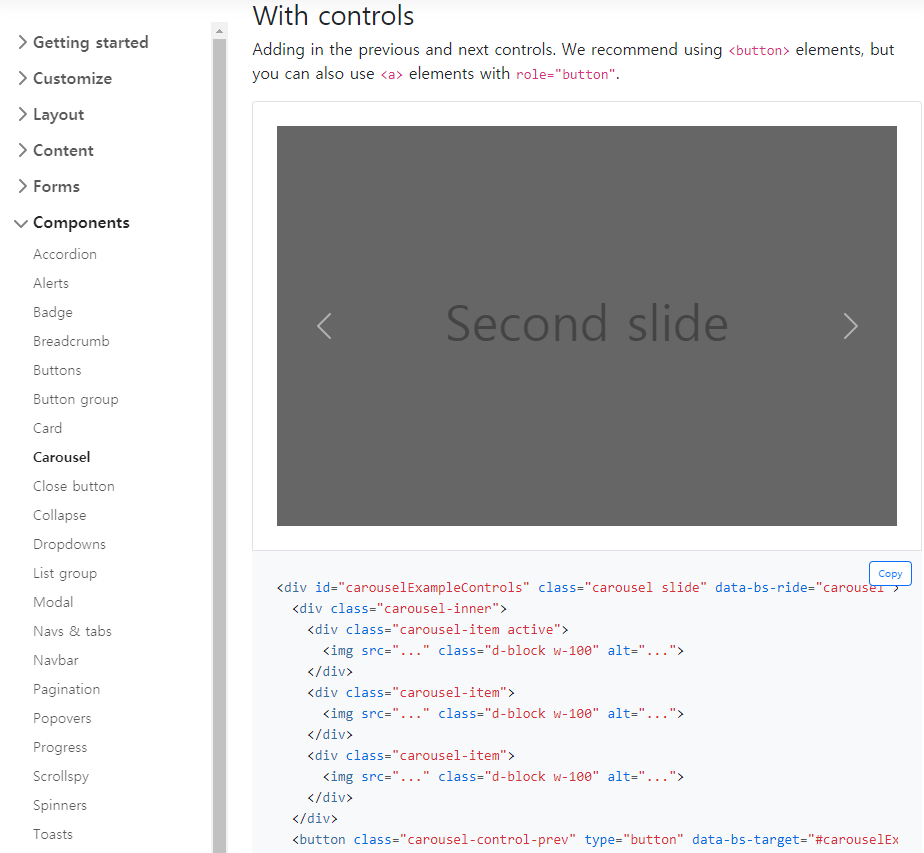 Getting started
Customize
Layout
Content
Forms
Components
Accordion
Alerts
Badge
Breadcrumb
Buttons
Button group
Card
Carousel
Close button
Collapse
Dropdowns
List group
Modal
Navs & tabs
Navbar
Pagination
Popovers
Progress
Scrollspy
Spinners
Toasts
With controls
Adding in the previous and next controls. We recommend using <button> elements, but
you can also use <a> elements with role="button".
Second slide
Copy
<div id="carouselExampleControls" class="carousel slide" data-bs-ride="carousel">
<div class="carousel-inner">
<div class="carousel-item active">
<img src="..." class="d-block w-100" alt="...">
</div>
<div class="carousel-item">
<img src="..." class="d-block w-100" alt="...">
</div>
<div class="carousel-item">
<img src="..." class="d-block w-100" alt="...">
</div>
</div>
<button class="carousel-control-prev" type="button" data-bs-target="#carouselEx